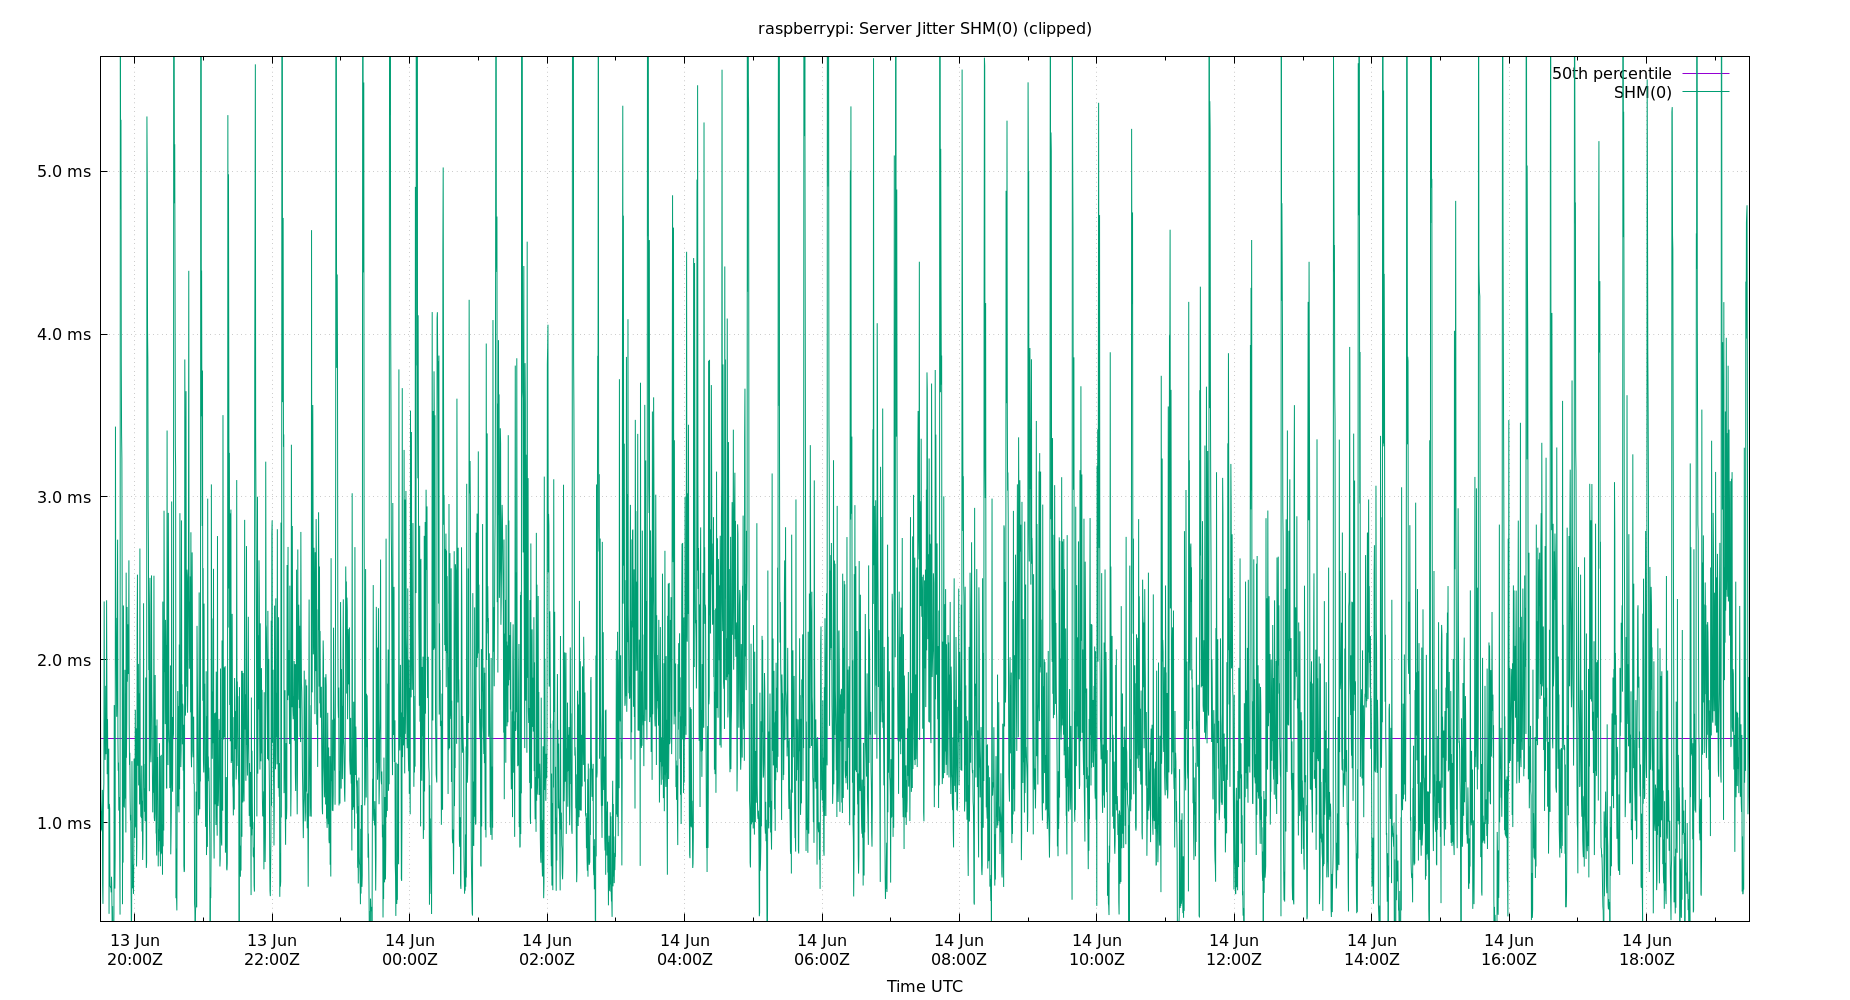 raspberrypi: Server Jitter SHM(0) (clipped)
50th percentile
SHM(0)
5.0 ms
4.0 ms
3.0 ms
2.0 ms
1.0 ms
13 Jun 13 Jun 14 Jun 14 Jun 14 Jun 14 Jun 14 Jun 14 Jun 14 Jun 14 Jun 14 Jun 14 Jun
20:00Z 22:00Z 00:00Z 02:00Z 04:00Z 06:00Z 08:00Z 10:00Z 12:00Z 14:00Z 16:00Z 18:00Z
Time UTC